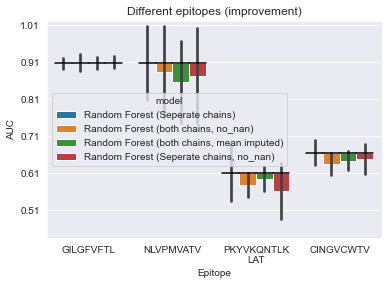 Different epitopes (improvement)
AUC
1.01
0.91
0.81
0.71
0.61
0.51
model
Random Forest (Seperate chains)
Random Forest (both chains, no_nan)
Random Forest (both chains, mean imputed)
Random Forest (Seperate chains, no_nan)
GILGFVFTL
NLVPMVATV
PKYVKQNTLK
LAT
CINGVCWTV
Epitope